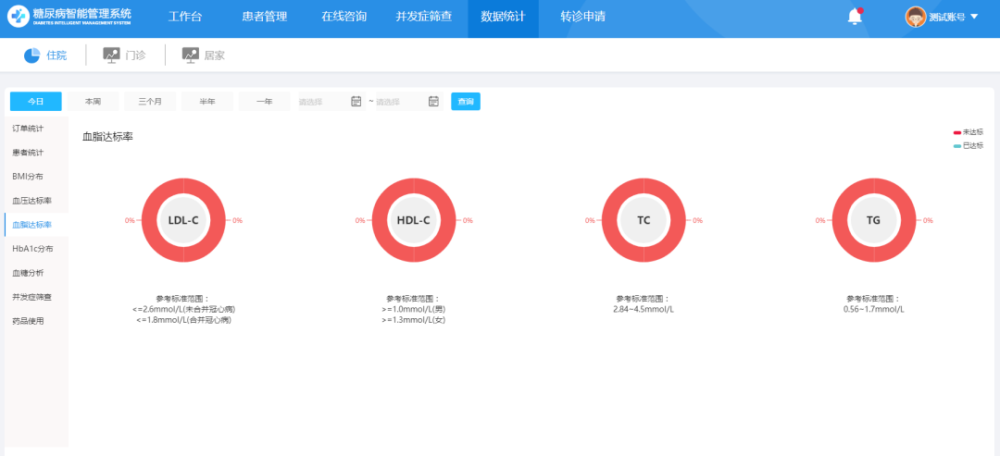 糖尿病智能管理系统
DIABETES INTELLIGENT MANAGEMENT SYSTEM
工作台
患者管理
在线咨询
并发症筛查
数据统计
转诊申请
测试账号
住院
门诊
居家
今日
本周
三个月
半年
一年
请选择
~
请选择
查询
订单统计
患者统计
BMI分布
血压达标率
血脂达标率
HbA1c分布
血糖分析
并发症筛查
药品使用
血脂达标率
未达标
已达标
0%
LDL-C
0%
0%
HDL-C
0%
0%
TC
0%
0%
TG
0%
参考标准范围：
<=2.6mmol/L(未合并冠心病)
<=1.8mmol/L(合并冠心病)
参考标准范围：
>=1.0mmol/L(男)
>=1.3mmol/L(女)
参考标准范围：
2.84~4.5mmol/L
参考标准范围：
0.56~1.7mmol/L